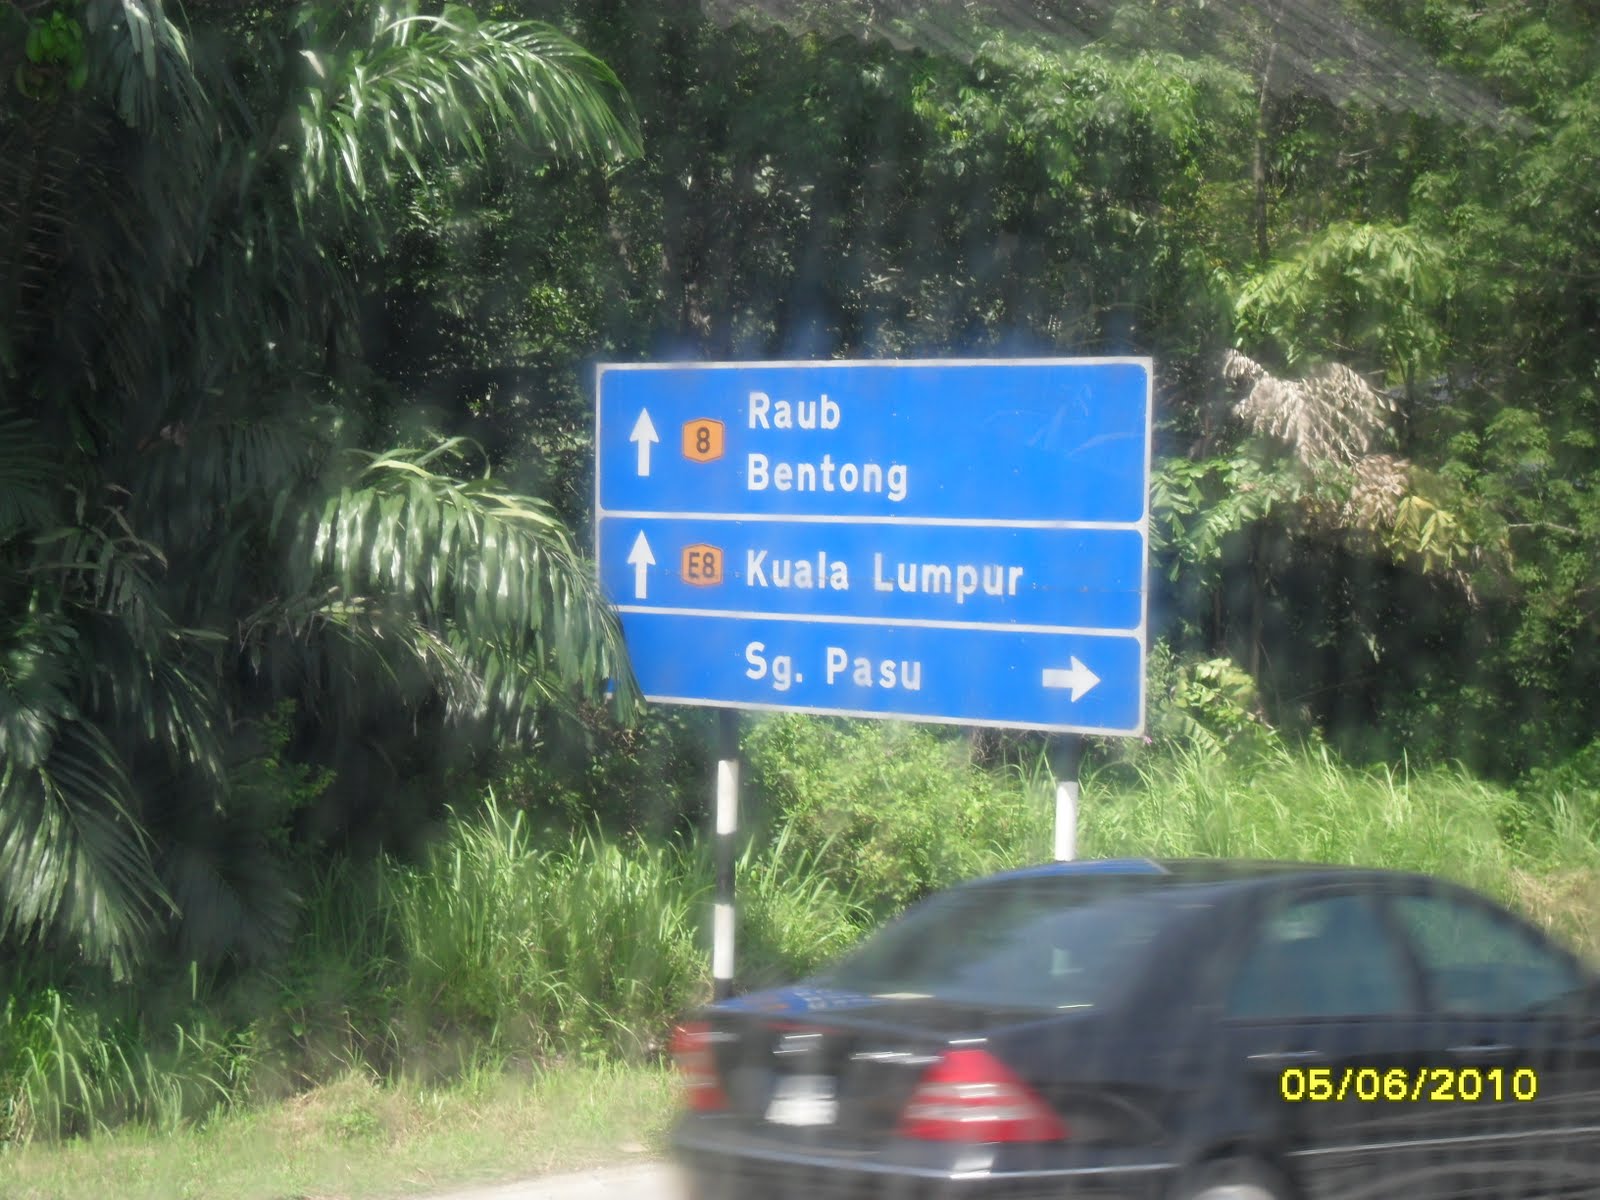 8 Raub
Bentong
E8 Kuala Lumpur
Sg. Pasu
05/06/2010